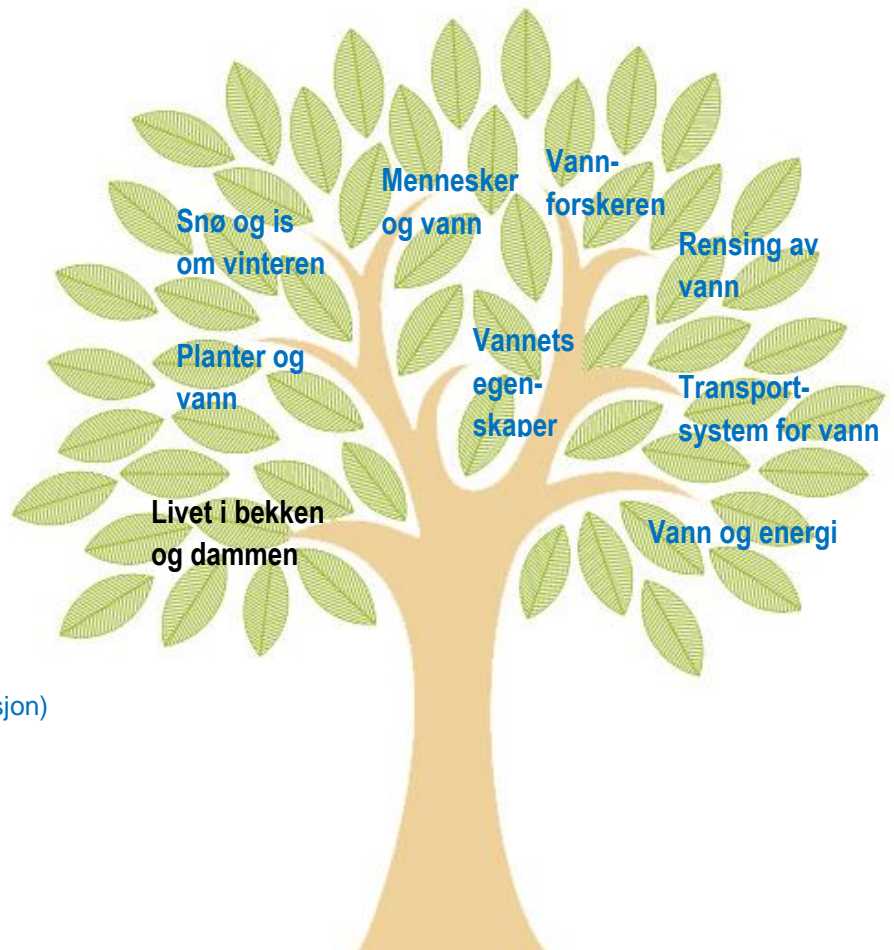 Mennesker
og vann
Vann-
forskeren
Snø og is
om vinteren
Rensing av
vann
Planter og
vann
Vannets
egen-
skaper
Transport-
system for vann
Livet i bekken
og dammen
Vann og energi
sjon)